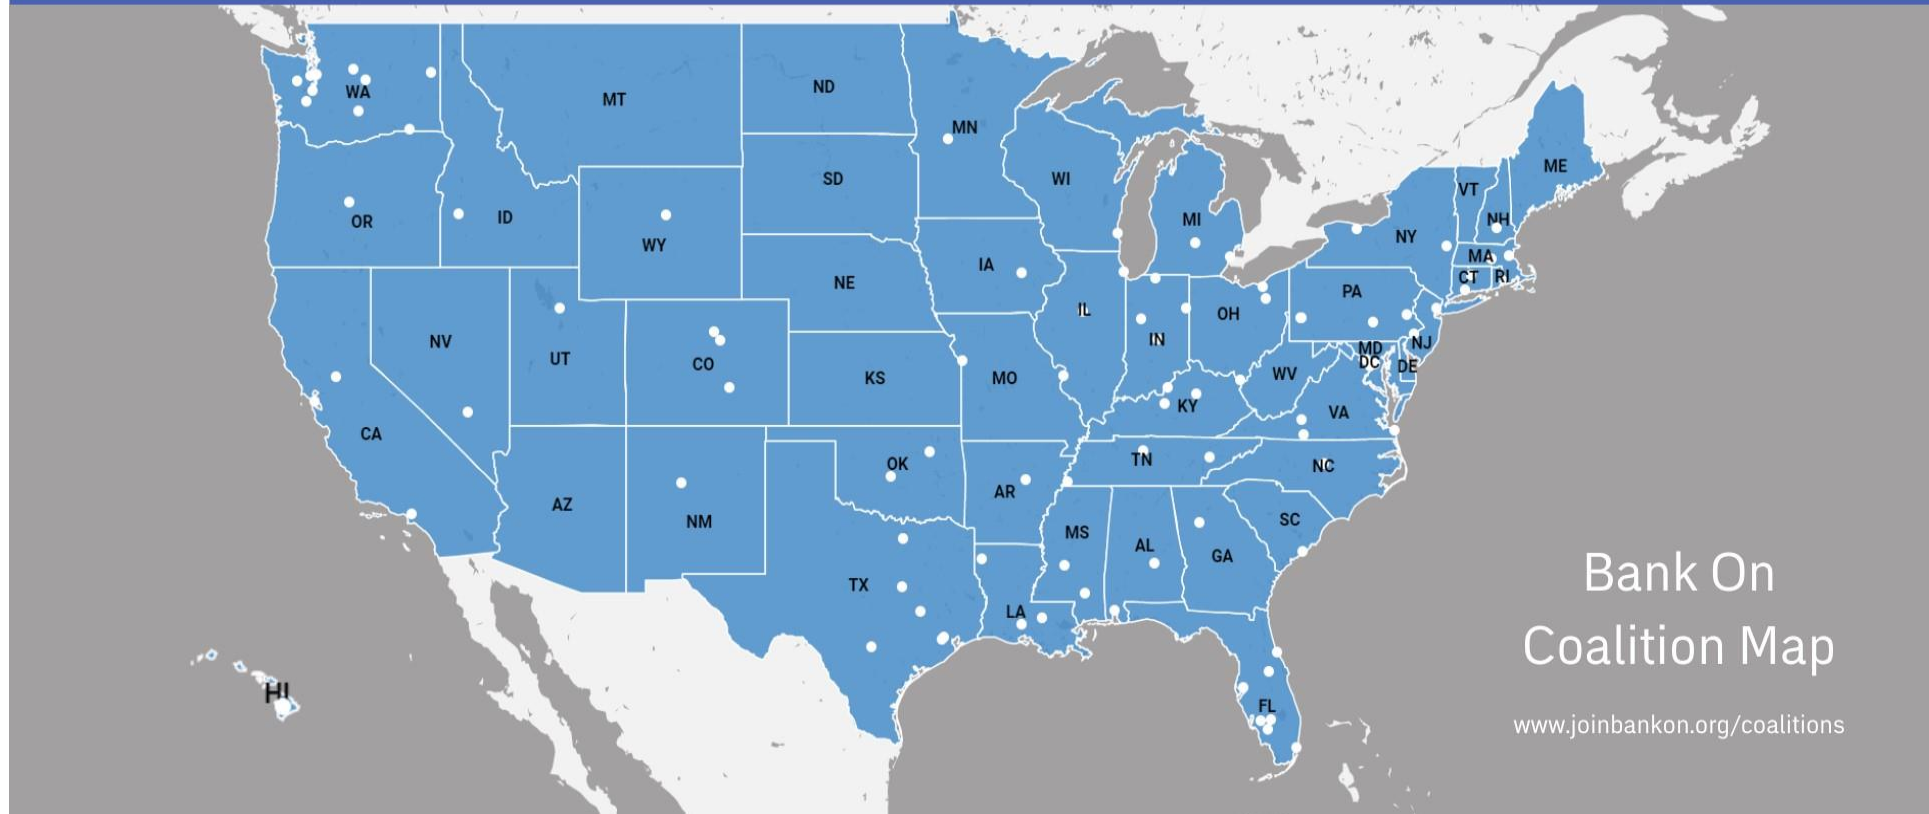 WA
MT
ND
MN
ME
SD
WI
VT
OR
ID
MI
NH
WY
NY
IA
MA
NE
CT
RI
PA
IL
OH
NV
IN
NJ
UT
CO
MD
DC
DE
KS
MO
WV
CA
KY
VA
OK
TN
NC
AZ
NM
AR
SC
MS
AL
GA
TX
LA
HI
FL
Bank On
Coalition Map
www.joinbankon.org/coalitions